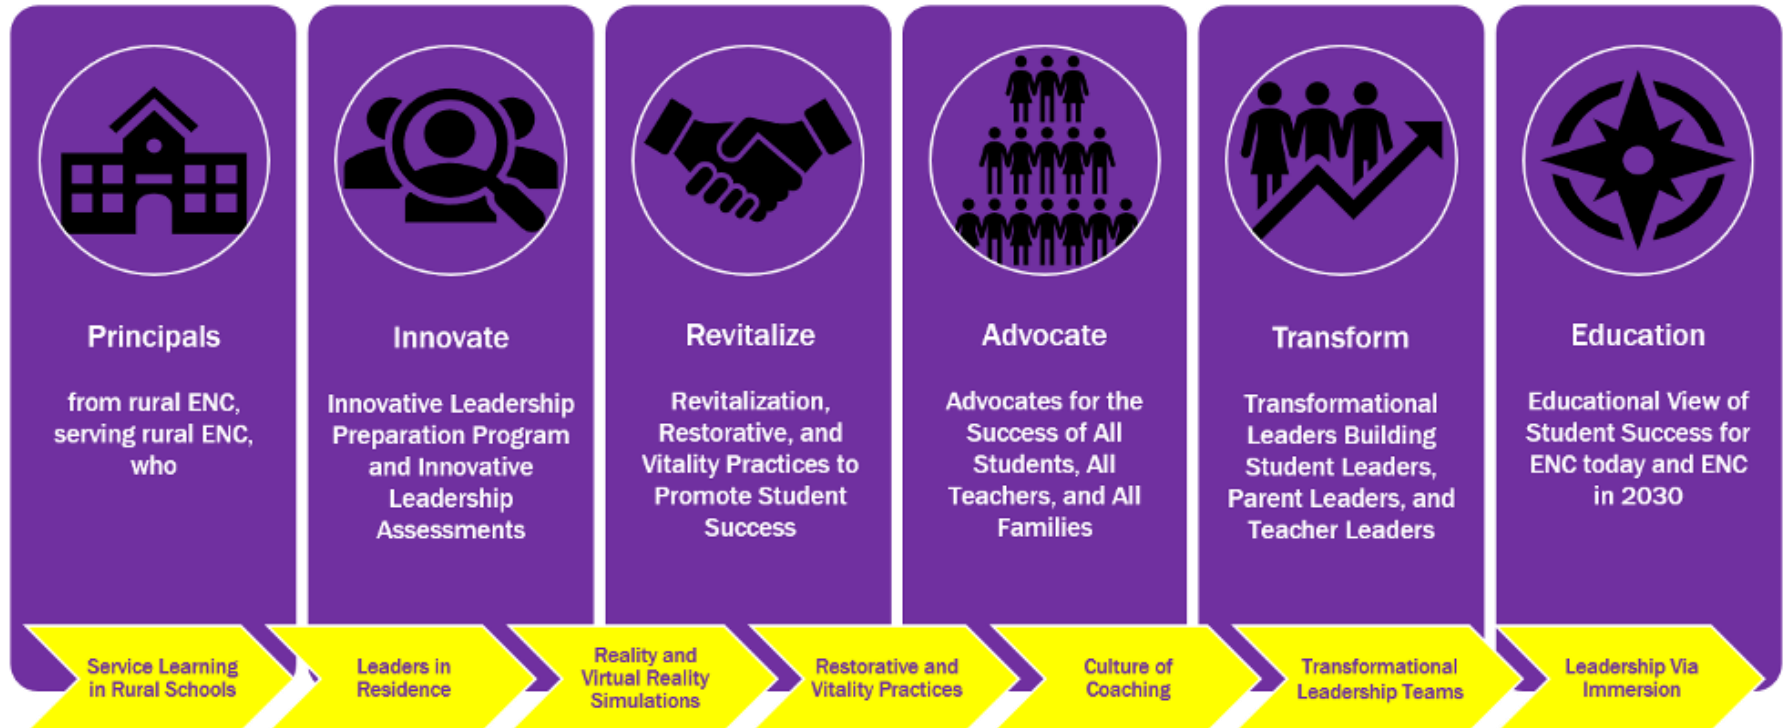 Principals
from rural ENC,
serving rural ENC,
who
Innovate
Innovative Leadership
Preparation Program
and Innovative
Leadership
Assessments
Revitalize
Revitalization,
Restorative, and
Vitality Practices to
Promote Student
Success
Advocate
Advocates for the
Success of All
Students, All
Teachers, and All
Families
Transform
Transformational
Leaders Building
Student Leaders,
Parent Leaders, and
Teacher Leaders
Education
Educational View of
Student Success for
ENC today and ENC
in 2030
Service Learning
in Rural Schools
Leaders in
Residence
Reality and
Virtual Reality
Simulations
Restorative and
Vitality Practices
Culture of
Coaching
Transformational
Leadership Teams
Leadership Via
Immersion